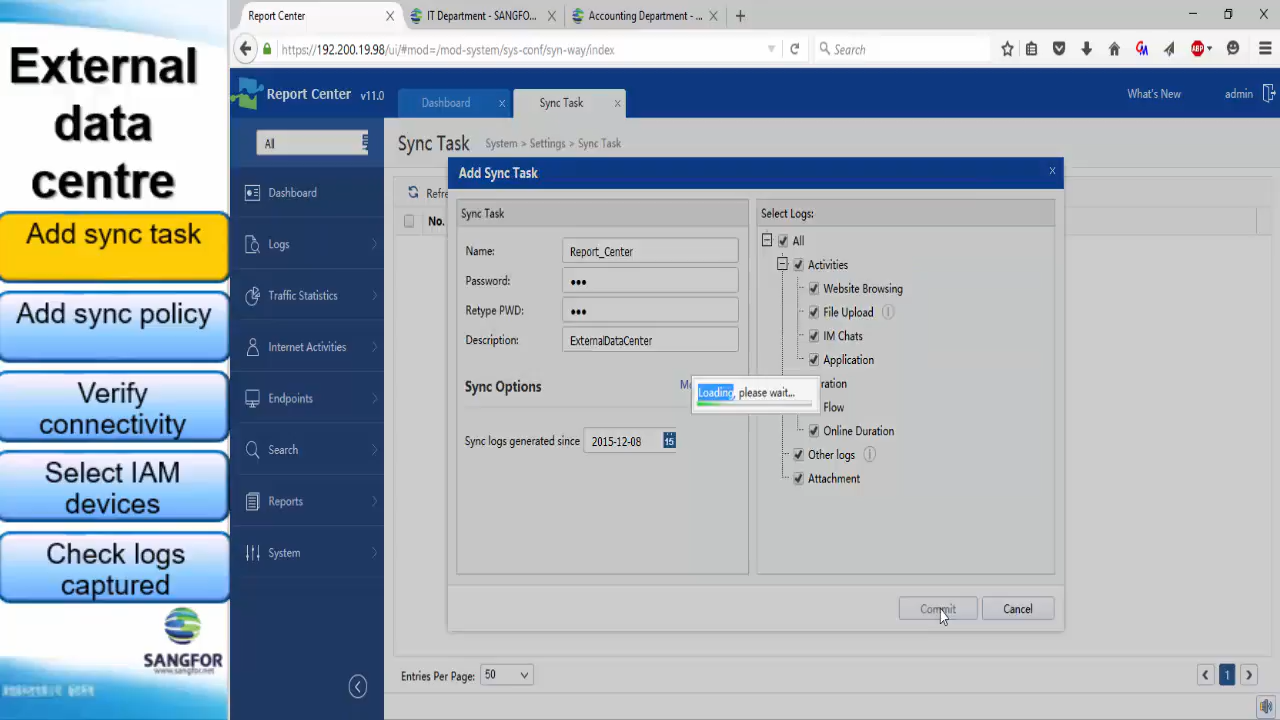 External
data
centre
Add sync task
Add sync policy
Verify
connectivity
Select IAM
devices
Check logs
captured
SANGFOR
www.sangfor.net
Report Center
IT Department - SANGFO...
Accounting Department - ...
https://192.200.19.98/ui/#mod=/mod-system/sys-conf/syn-way/index
Search
Report Center v11.0
Dashboard
Sync Task
What's New
admin
All
Dashboard
Logs
Traffic Statistics
Internet Activities
Endpoints
Search
Reports
System
Sync Task
System > Settings > Sync Task
Refre
No.
Add Sync Task
Sync Task
Name: Report_Center
Password: •••
Retype PWD: •••
Description: ExternalDataCenter
Sync Options
Mo
Sync logs generated since 2015-12-08 15
Select Logs:
All
Activities
Website Browsing
File Upload
IM Chats
Application
ration
Flow
Online Duration
Other logs
Attachment
Loading, please wait...
Commit
Cancel
Entries Per Page: 50
1